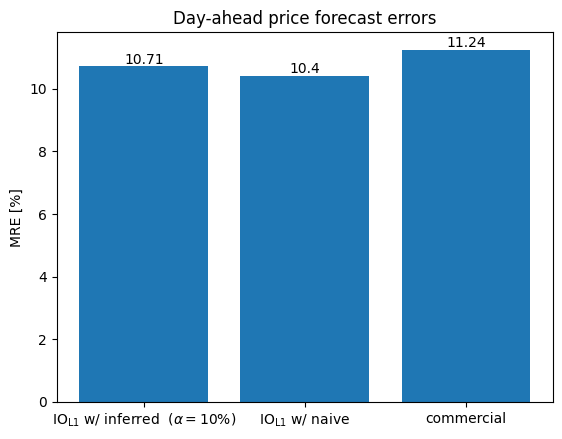 Day-ahead price forecast errors
10.71
10.4
11.24
MRE [%]
10
8
6
4
2
0
IO_L1 w/ inferred (α = 10%)
IO_L1 w/ naive
commercial